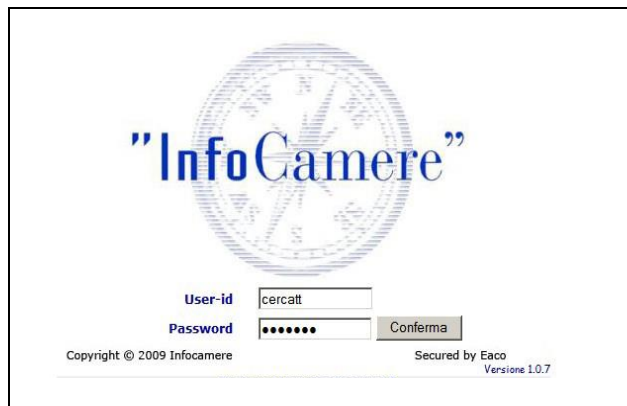 "InfoCamere”
User-id cercatt
Password ●●●●●●● Conferma
Copyright © 2009 Infocamere Secured by Eaco
Versione 1.0.7